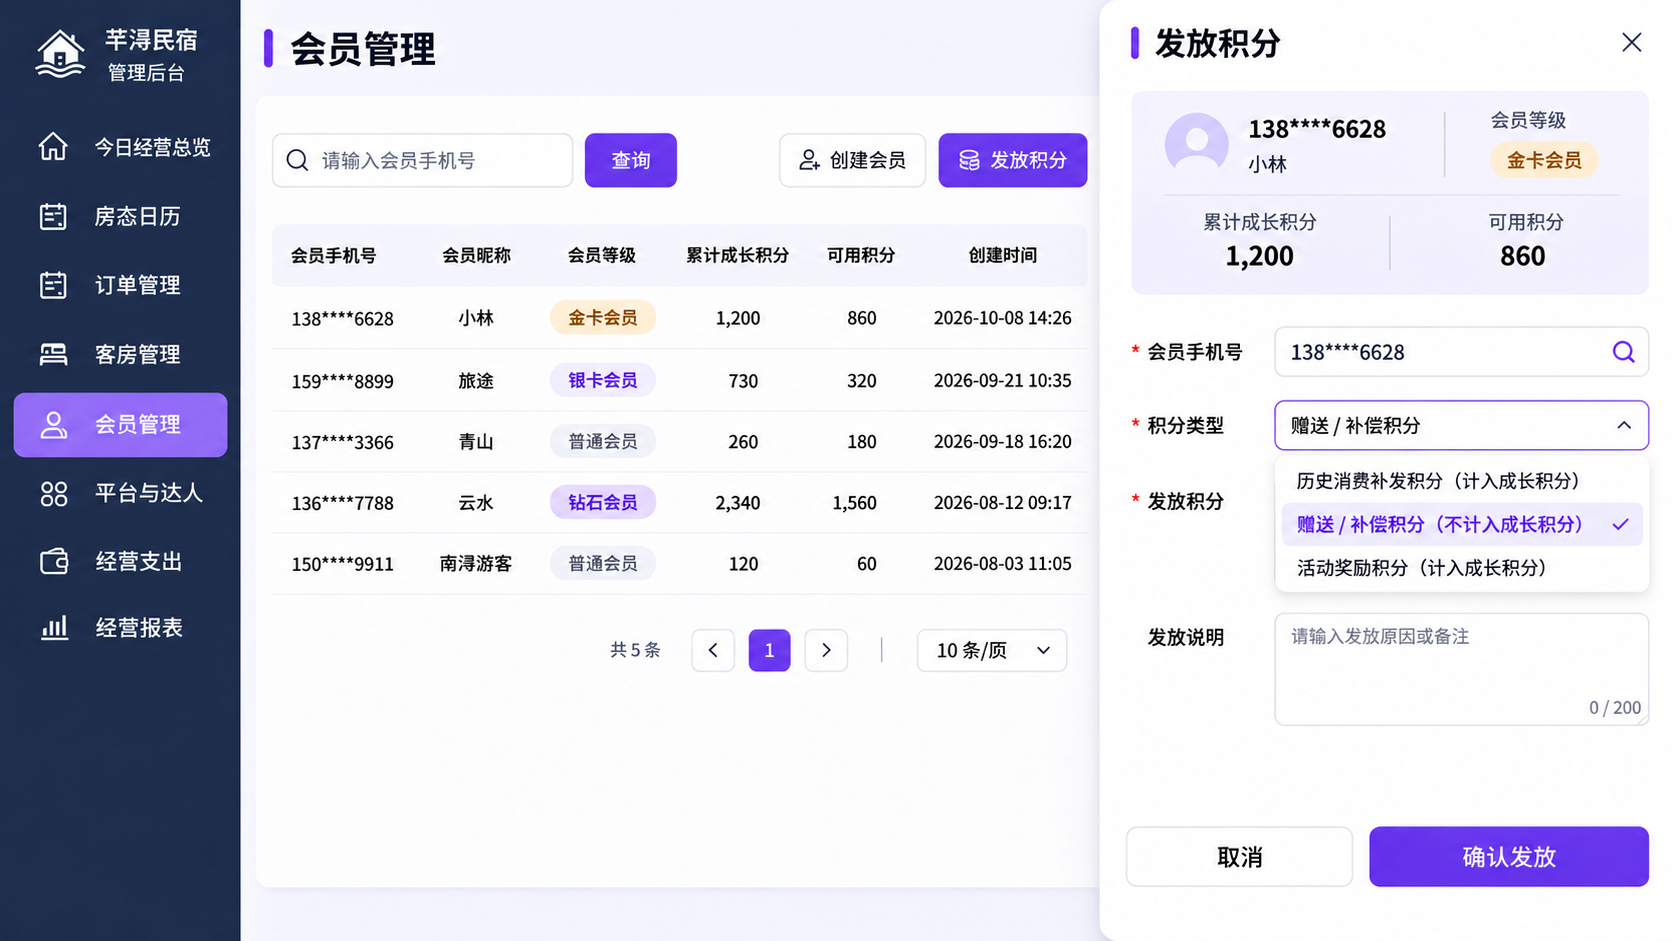 芊浔民宿
管理后台
今日经营总览
房态日历
订单管理
客房管理
会员管理
平台与达人
经营支出
经营报表
会员管理
请输入会员手机号
查询
创建会员
发放积分
会员手机号 会员昵称 会员等级 累计成长积分 可用积分 创建时间
138****6628 小林 金卡会员 1,200 860 2026-10-08 14:26
159****8899 旅途 银卡会员 730 320 2026-09-21 10:35
137****3366 青山 普通会员 260 180 2026-09-18 16:20
136****7788 云水 钻石会员 2,340 1,560 2026-08-12 09:17
150****9911 南浔游客 普通会员 120 60 2026-08-03 11:05
共 5 条 1 10 条/页
发放积分
138****6628
小林
会员等级
金卡会员
累计成长积分
1,200
可用积分
860
* 会员手机号 138****6628
* 积分类型 赠送 / 补偿积分
历史消费补发积分（计入成长积分）
赠送 / 补偿积分（不计入成长积分）
活动奖励积分（计入成长积分）
* 发放积分
发放说明 请输入发放原因或备注
0 / 200
取消 确认发放